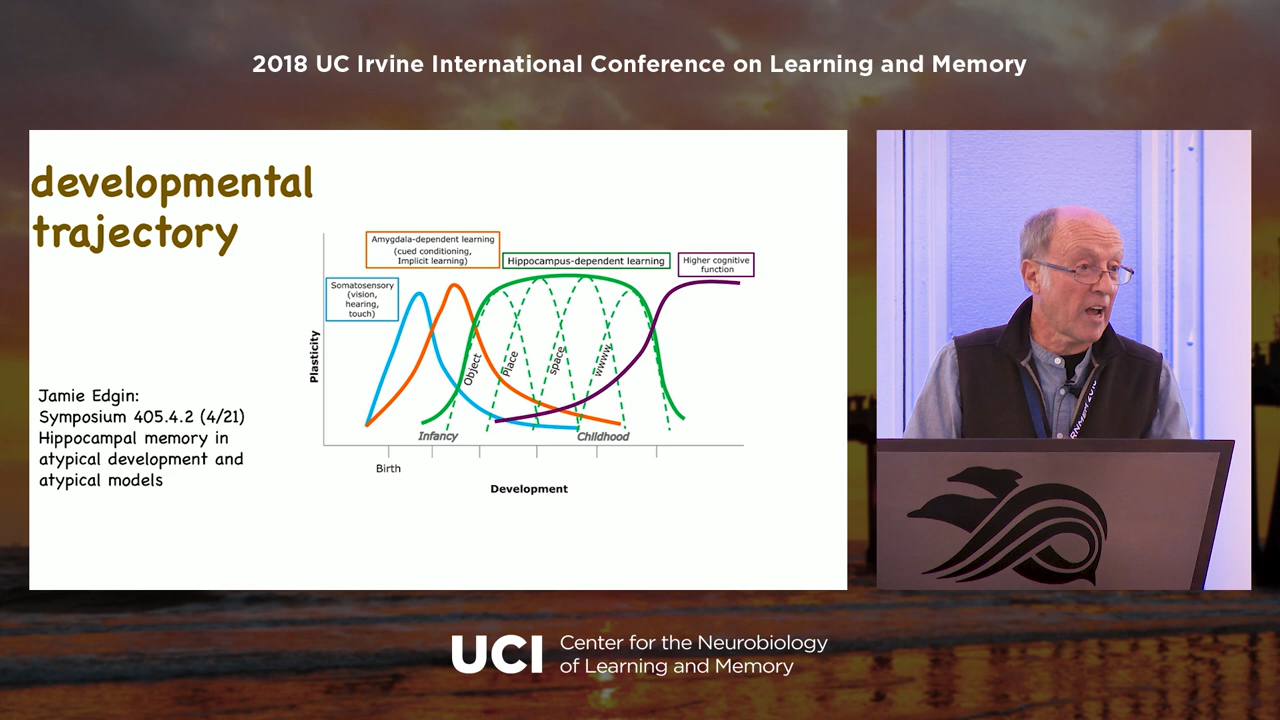 2018 UC Irvine International Conference on Learning and Memory
developmental
trajectory
Amygdala-dependent learning
(cued conditioning,
Implicit learning)
Hippocampus-dependent learning
Higher cognitive
function
Somatosensory
(vision,
hearing,
touch)
Plasticity
Object
Place
space
wwww
Jamie Edgin:
Symposium 405.4.2 (4/21)
Hippocampal memory in
atypical development and
atypical models
Infancy
Childhood
Birth
Development
UCI
Center for the Neurobiology
of Learning and Memory